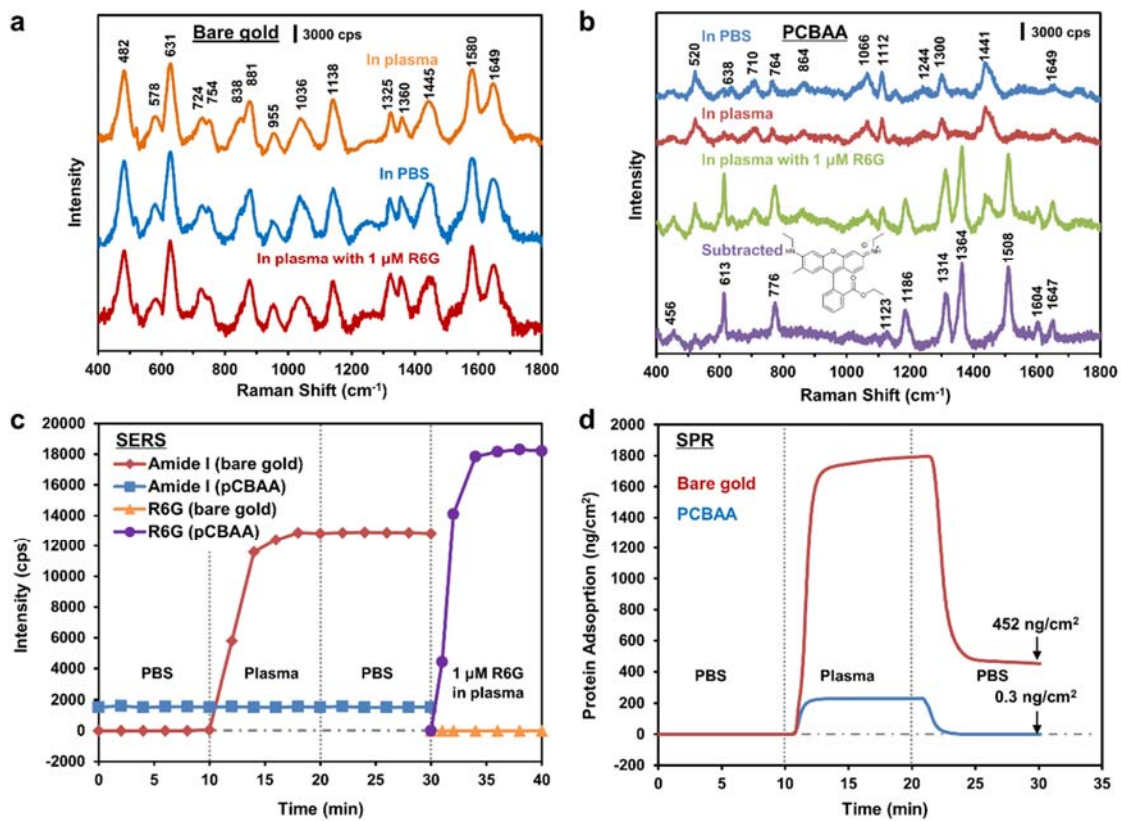 a
Bare gold
3000 cps
In plasma
482
578
631
724
754
838
881
955
1036
1138
1325
1360
1445
1580
1649
In PBS
In plasma with 1 µM R6G
Intensity
400 600 800 1000 1200 1400 1600 1800
Raman Shift (cm-1)
b
In PBS
PCBAA
3000 cps
520
638
710
764
864
1066
1112
1244
1300
1441
1649
In plasma
In plasma with 1 µM R6G
Subtracted
456
613
776
1123
1186
1314
1364
1508
1604
1647
HN
O
NH
+
O
O
Intensity
400 600 800 1000 1200 1400 1600 1800
Raman Shift (cm-1)
c
SERS
Amide I (bare gold)
Amide I (pCBAA)
R6G (bare gold)
R6G (pCBAA)
20000
18000
16000
14000
12000
10000
8000
6000
4000
2000
0
-2000
Intensity (cps)
PBS
Plasma
PBS
1 µM R6G
in plasma
0 5 10 15 20 25 30 35 40
Time (min)
d
SPR
Bare gold
PCBAA
2000
1800
1600
1400
1200
1000
800
600
400
200
0
-200
Protein Adsoprtion (ng/cm2)
PBS
Plasma
PBS
452 ng/cm2
0.3 ng/cm2
0 5 10 15 20 25 30 35
Time (min)